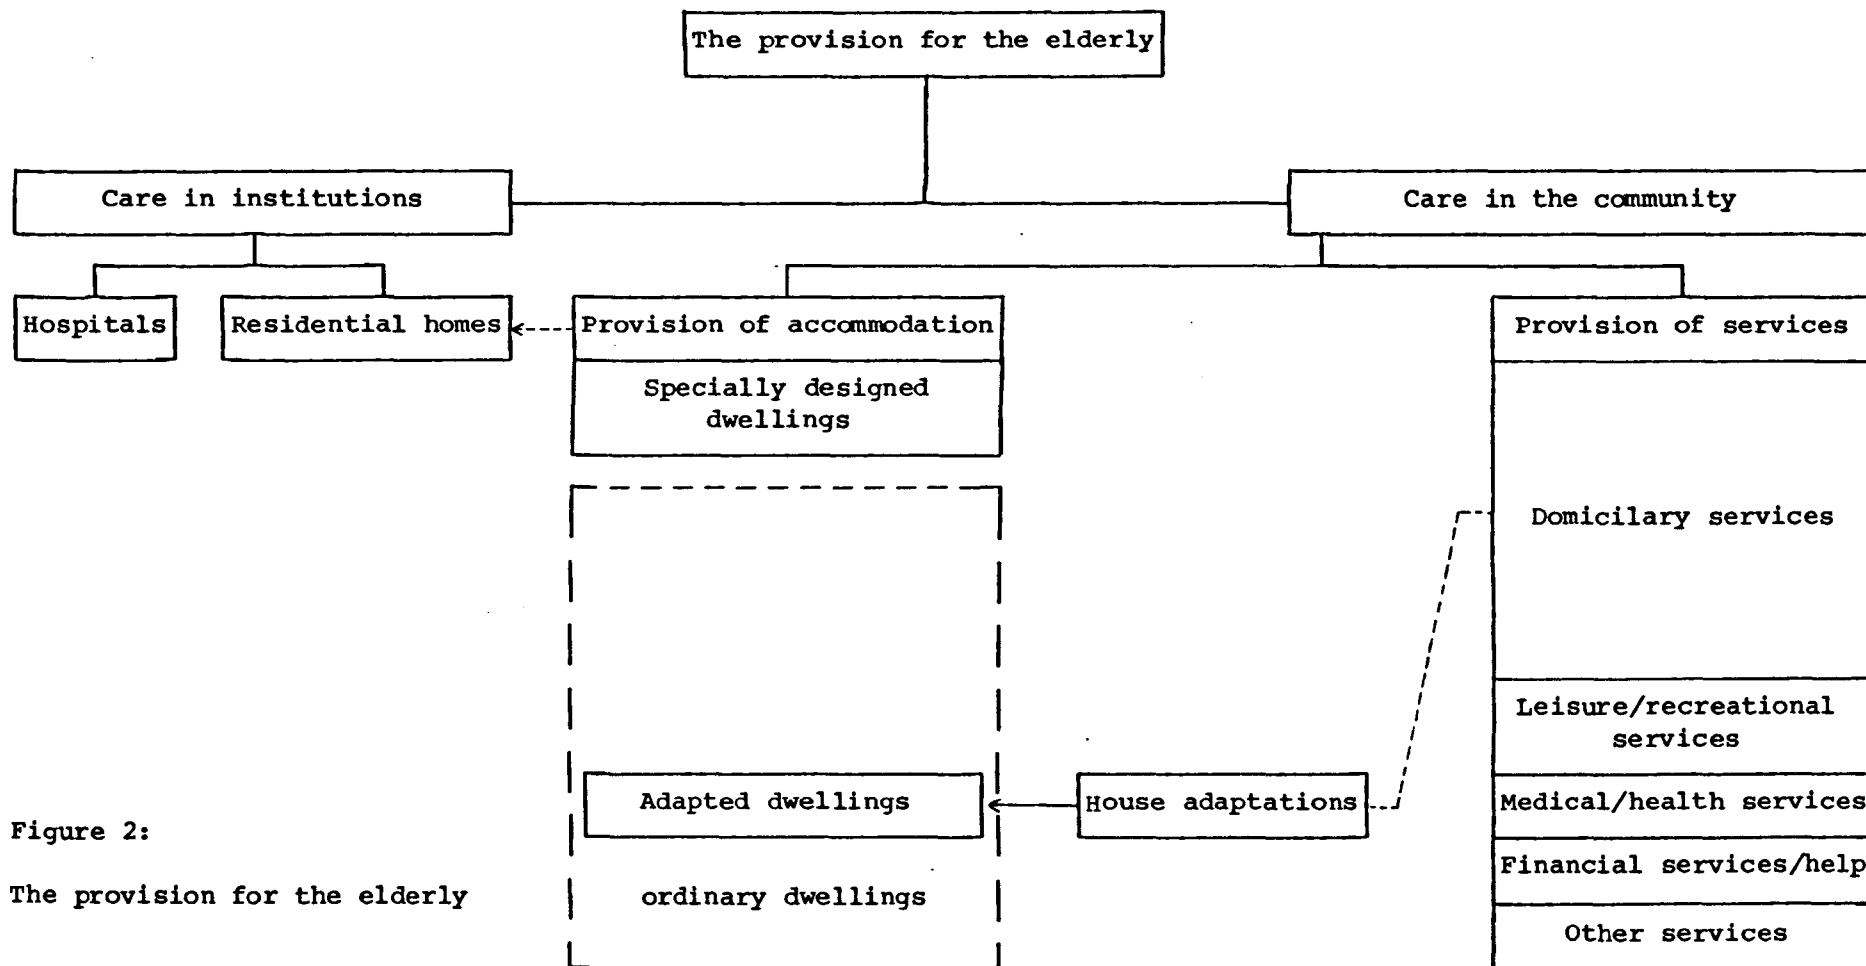 The provision for the elderly
Care in institutions
Care in the community
Hospitals
Residential homes
Provision of accommodation
Provision of services
Specially designed
dwellings
Domicilary services
Leisure/recreational
services
Adapted dwellings
House adaptations
Medical/health services
Financial services/help
ordinary dwellings
Other services
Figure 2:
The provision for the elderly